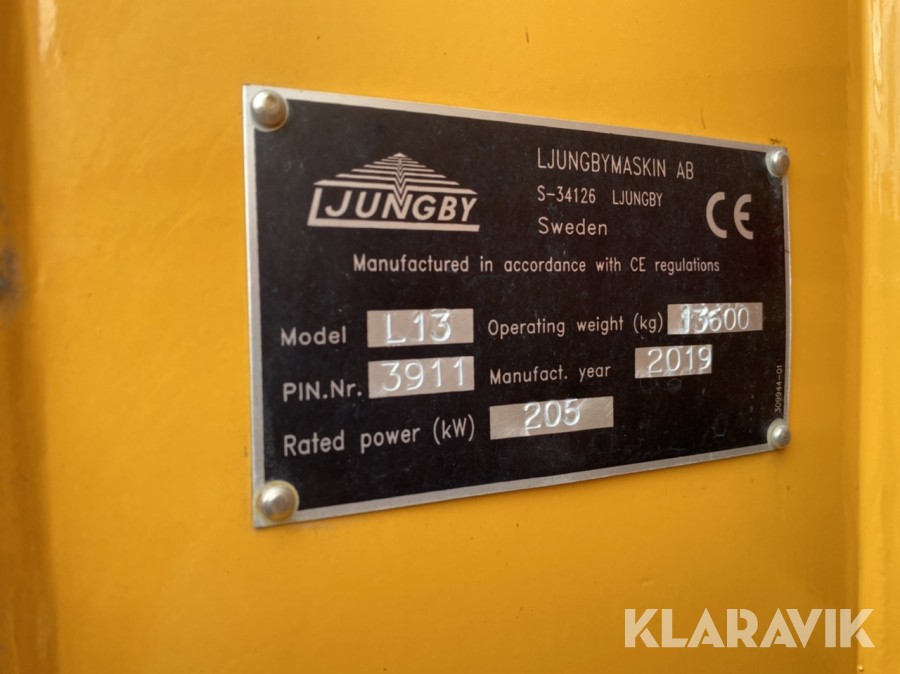 LJUNGBY
LJUNGBYMASKIN AB
S-34126 LJUNGBY
Sweden
CE
Manufactured in accordance with CE regulations
Model L13 Operating weight (kg) 13600
PIN.Nr. 3911 Manufact. year 2019
Rated power (kW) 205
309944-01
KLARAVIK